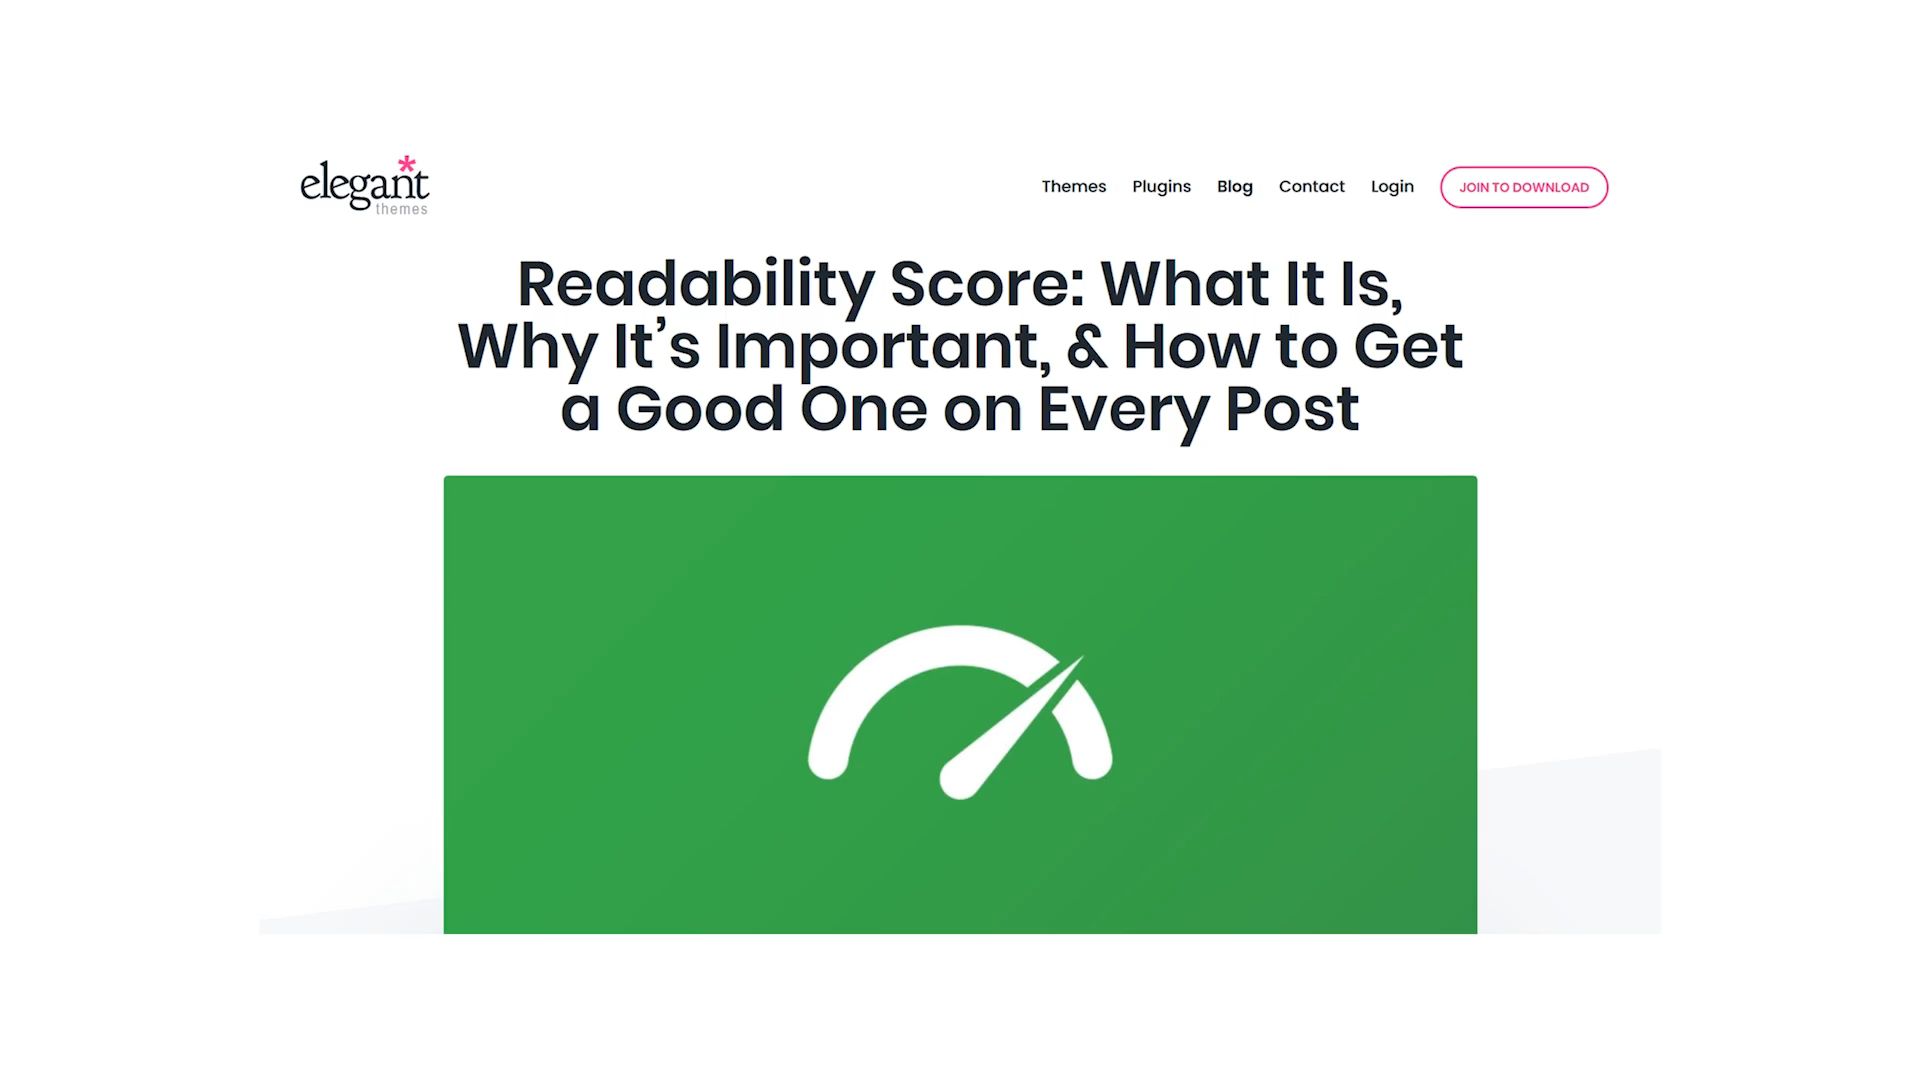 elegant*
themes
Themes Plugins Blog Contact Login JOIN TO DOWNLOAD
Readability Score: What It Is,
Why It’s Important, & How to Get
a Good One on Every Post